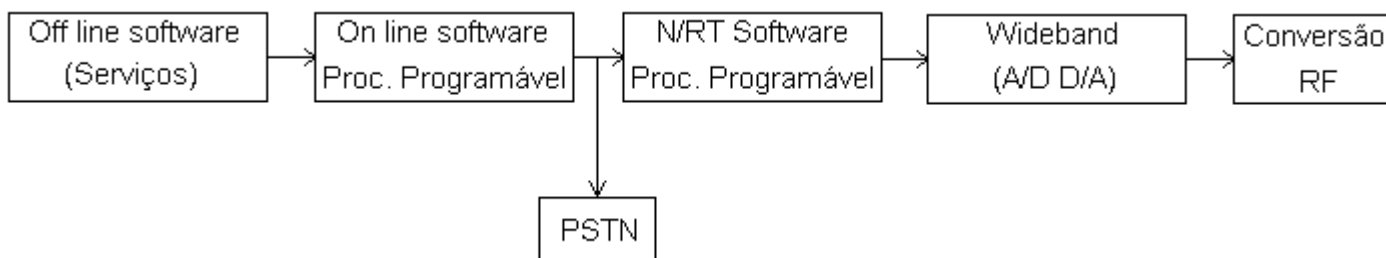 Off line software
(Serviços)
On line software
Proc. Programável
N/RT Software
Proc. Programável
Wideband
(A/D D/A)
Conversão
RF
PSTN